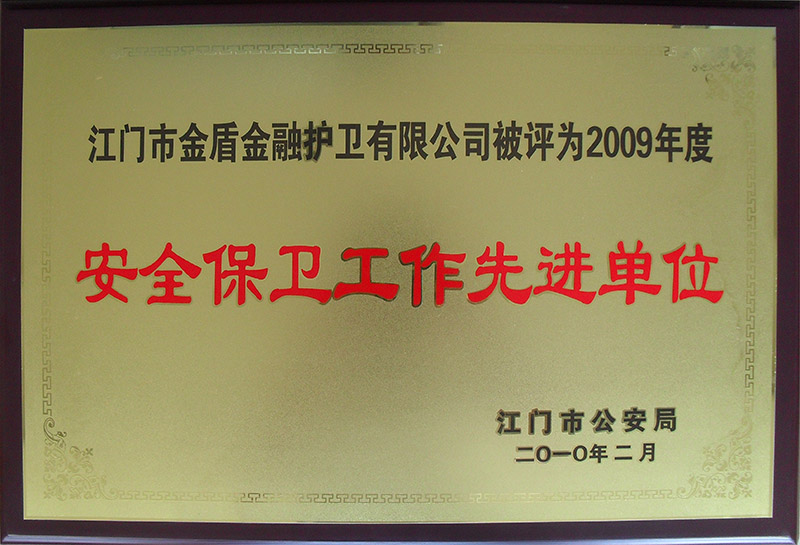 江门市金盾金融护卫有限公司被评为2009年度
安全保卫工作先进单位
江门市公安局
二〇一〇年二月